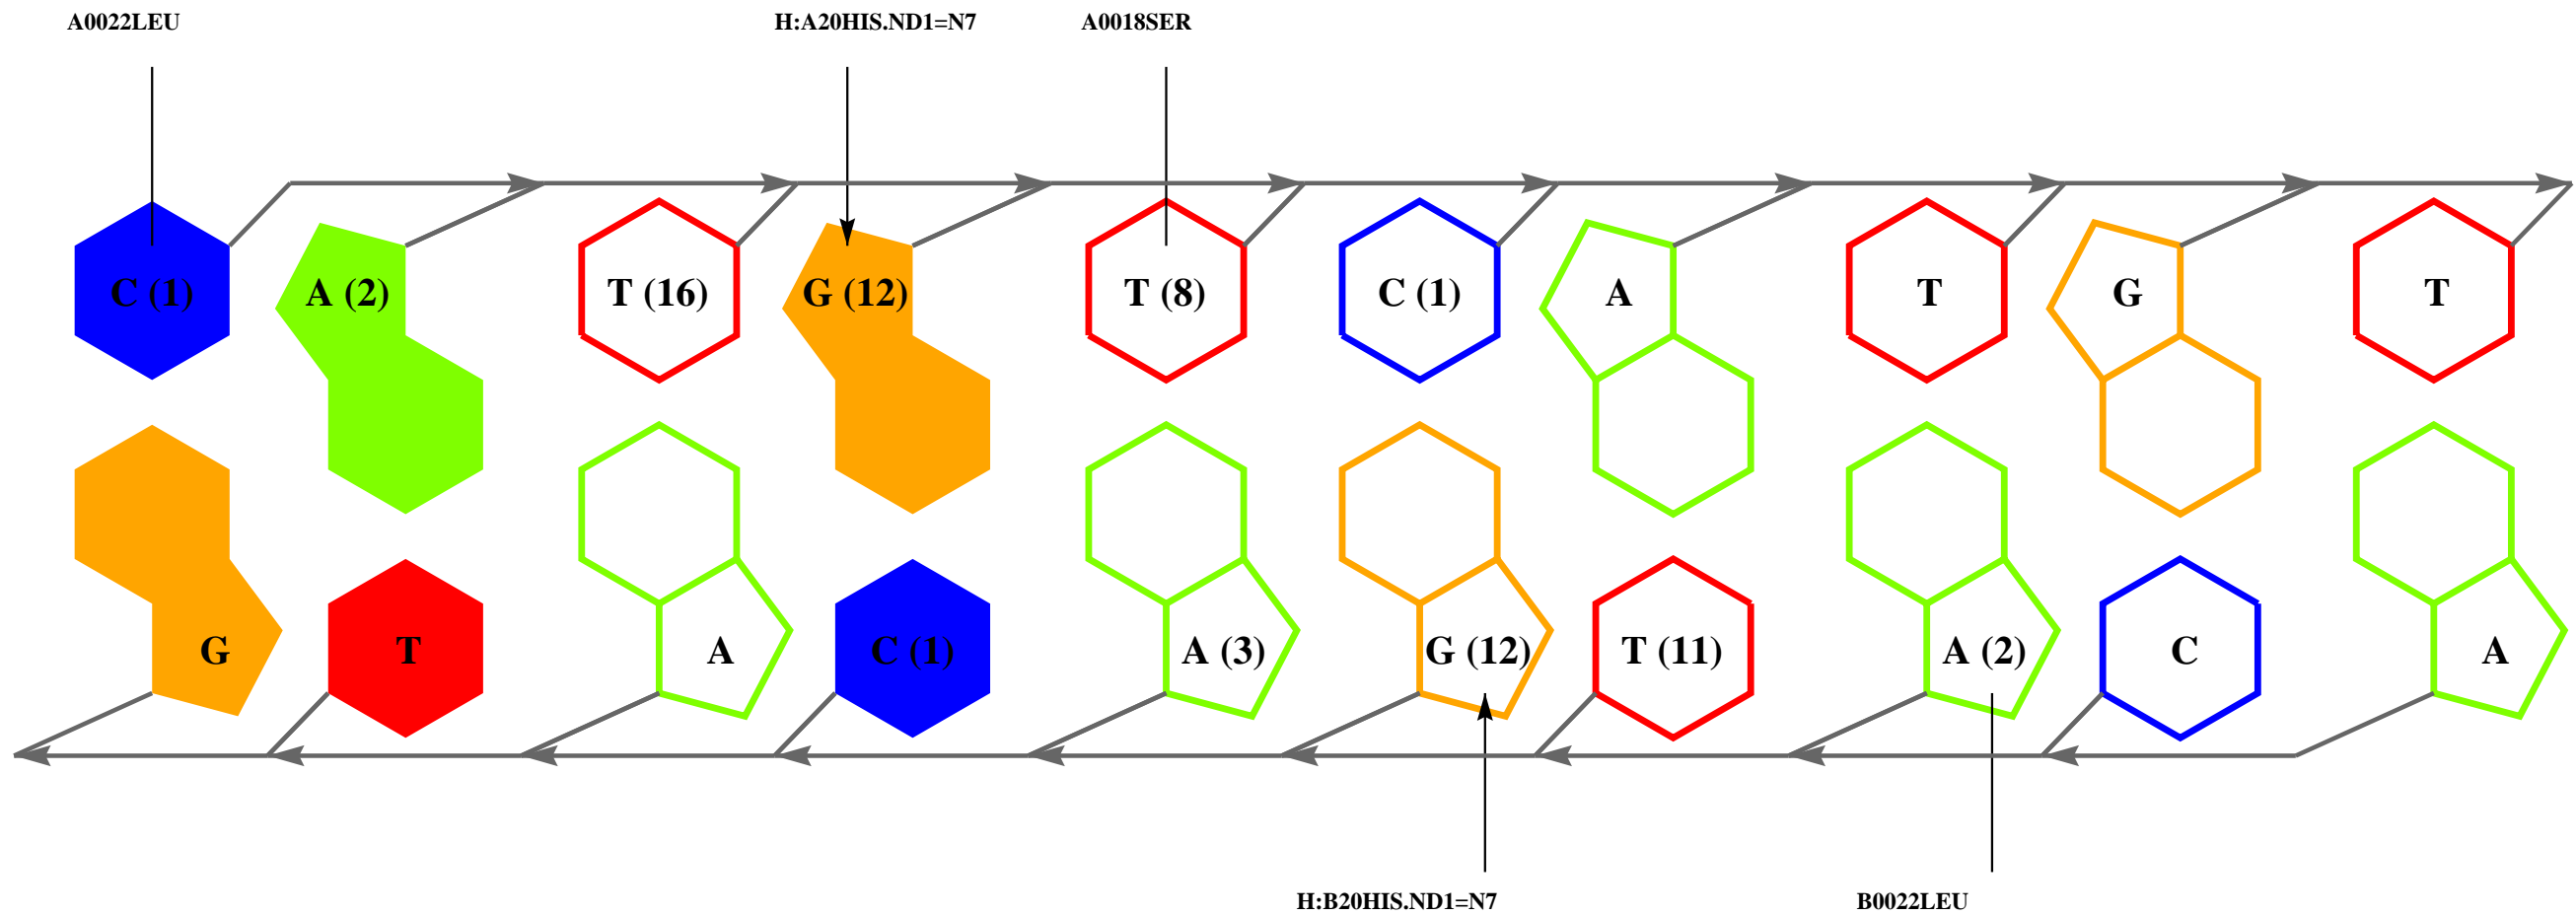 A0022LEU H:A20HIS.ND1=N7 A0018SER
C (1) A (2) T (16) G (12) T (8) C (1) A T G T
G T A C (1) A (3) G (12) T (11) A (2) C A
H:B20HIS.ND1=N7 B0022LEU